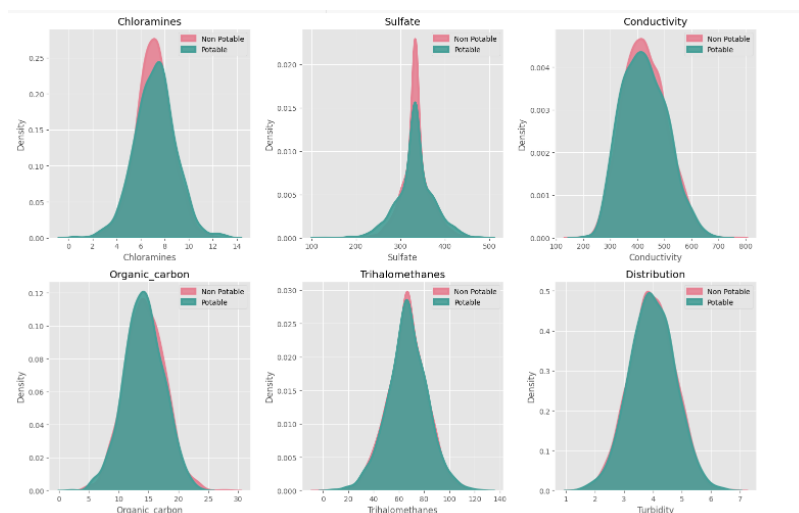 Chloramines
Non Potable
Potable
Density
0.25
0.20
0.15
0.10
0.05
0.00
0 2 4 6 8 10 12 14
Chloramines
Sulfate
Non Potable
Potable
Density
0.020
0.015
0.010
0.005
0.000
100 200 300 400 500
Sulfate
Conductivity
Non Potable
Potable
Density
0.004
0.003
0.002
0.001
0.000
100 200 300 400 500 600 700 800
Conductivity
Organic_carbon
Non Potable
Potable
Density
0.12
0.10
0.08
0.06
0.04
0.02
0.00
0 5 10 15 20 25 30
Organic_carbon
Trihalomethanes
Non Potable
Potable
Density
0.030
0.025
0.020
0.015
0.010
0.005
0.000
0 20 40 60 80 100 120 140
Trihalomethanes
Distribution
Non Potable
Potable
Density
0.5
0.4
0.3
0.2
0.1
0.0
1 2 3 4 5 6 7
Turbidity